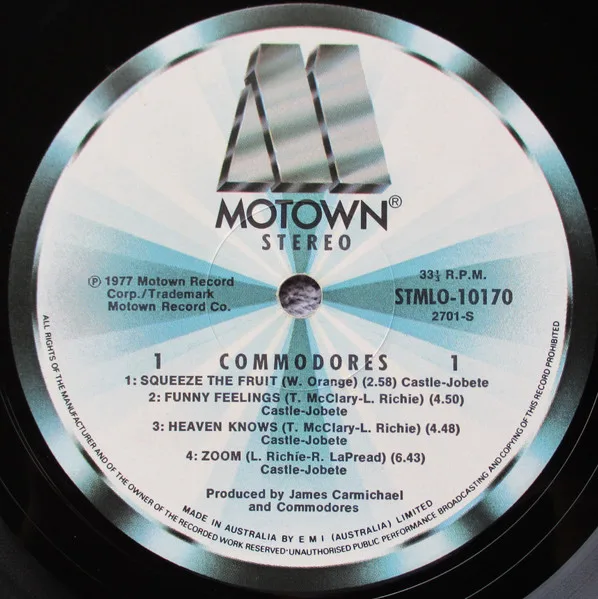 MOTOWN®
STEREO
℗ 1977 Motown Record
Corp./Trademark
Motown Record Co.
33⅓ R.P.M.
STMLO-10170
2701-S
1 COMMODORES 1
1: SQUEEZE THE FRUIT (W. Orange) (2.58) Castle-Jobete
2: FUNNY FEELINGS (T. McClary-L. Richie) (4.50)
Castle-Jobete
3: HEAVEN KNOWS (T. McClary-L. Richie) (4.48)
Castle-Jobete
4: ZOOM (L. Richie-R. LaPread) (6.43)
Castle-Jobete
Produced by James Carmichael
and Commodores
MADE IN AUSTRALIA BY E M I (AUSTRALIA) LIMITED
ALL RIGHTS OF THE MANUFACTURER AND OF THE OWNER OF THE RECORDED WORK RESERVED·UNAUTHORISED PUBLIC PERFORMANCE BROADCASTING AND COPYING OF THIS RECORD PROHIBITED